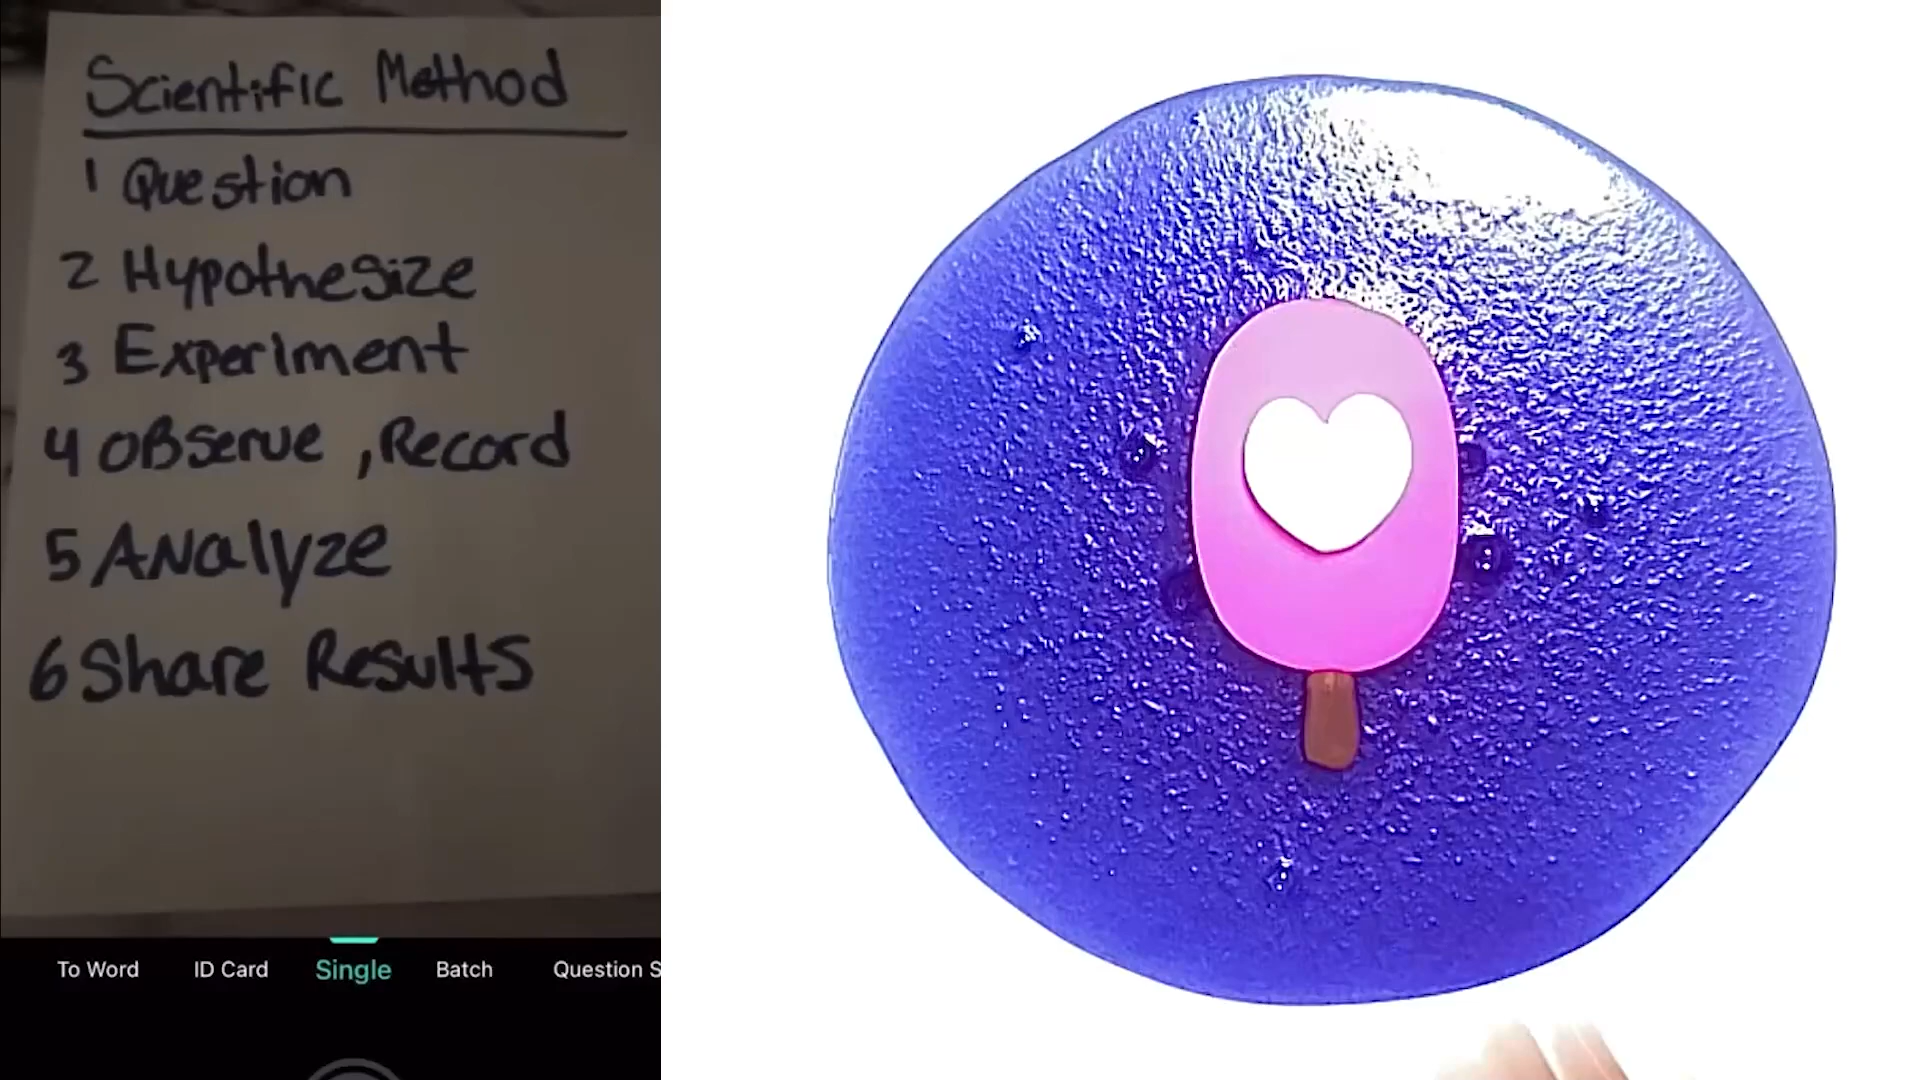 Scientific Method
1 Question
2 Hypothesize
3 Experiment
4 Observe, Record
5 Analyze
6 Share Results
To Word ID Card Single Batch Question S